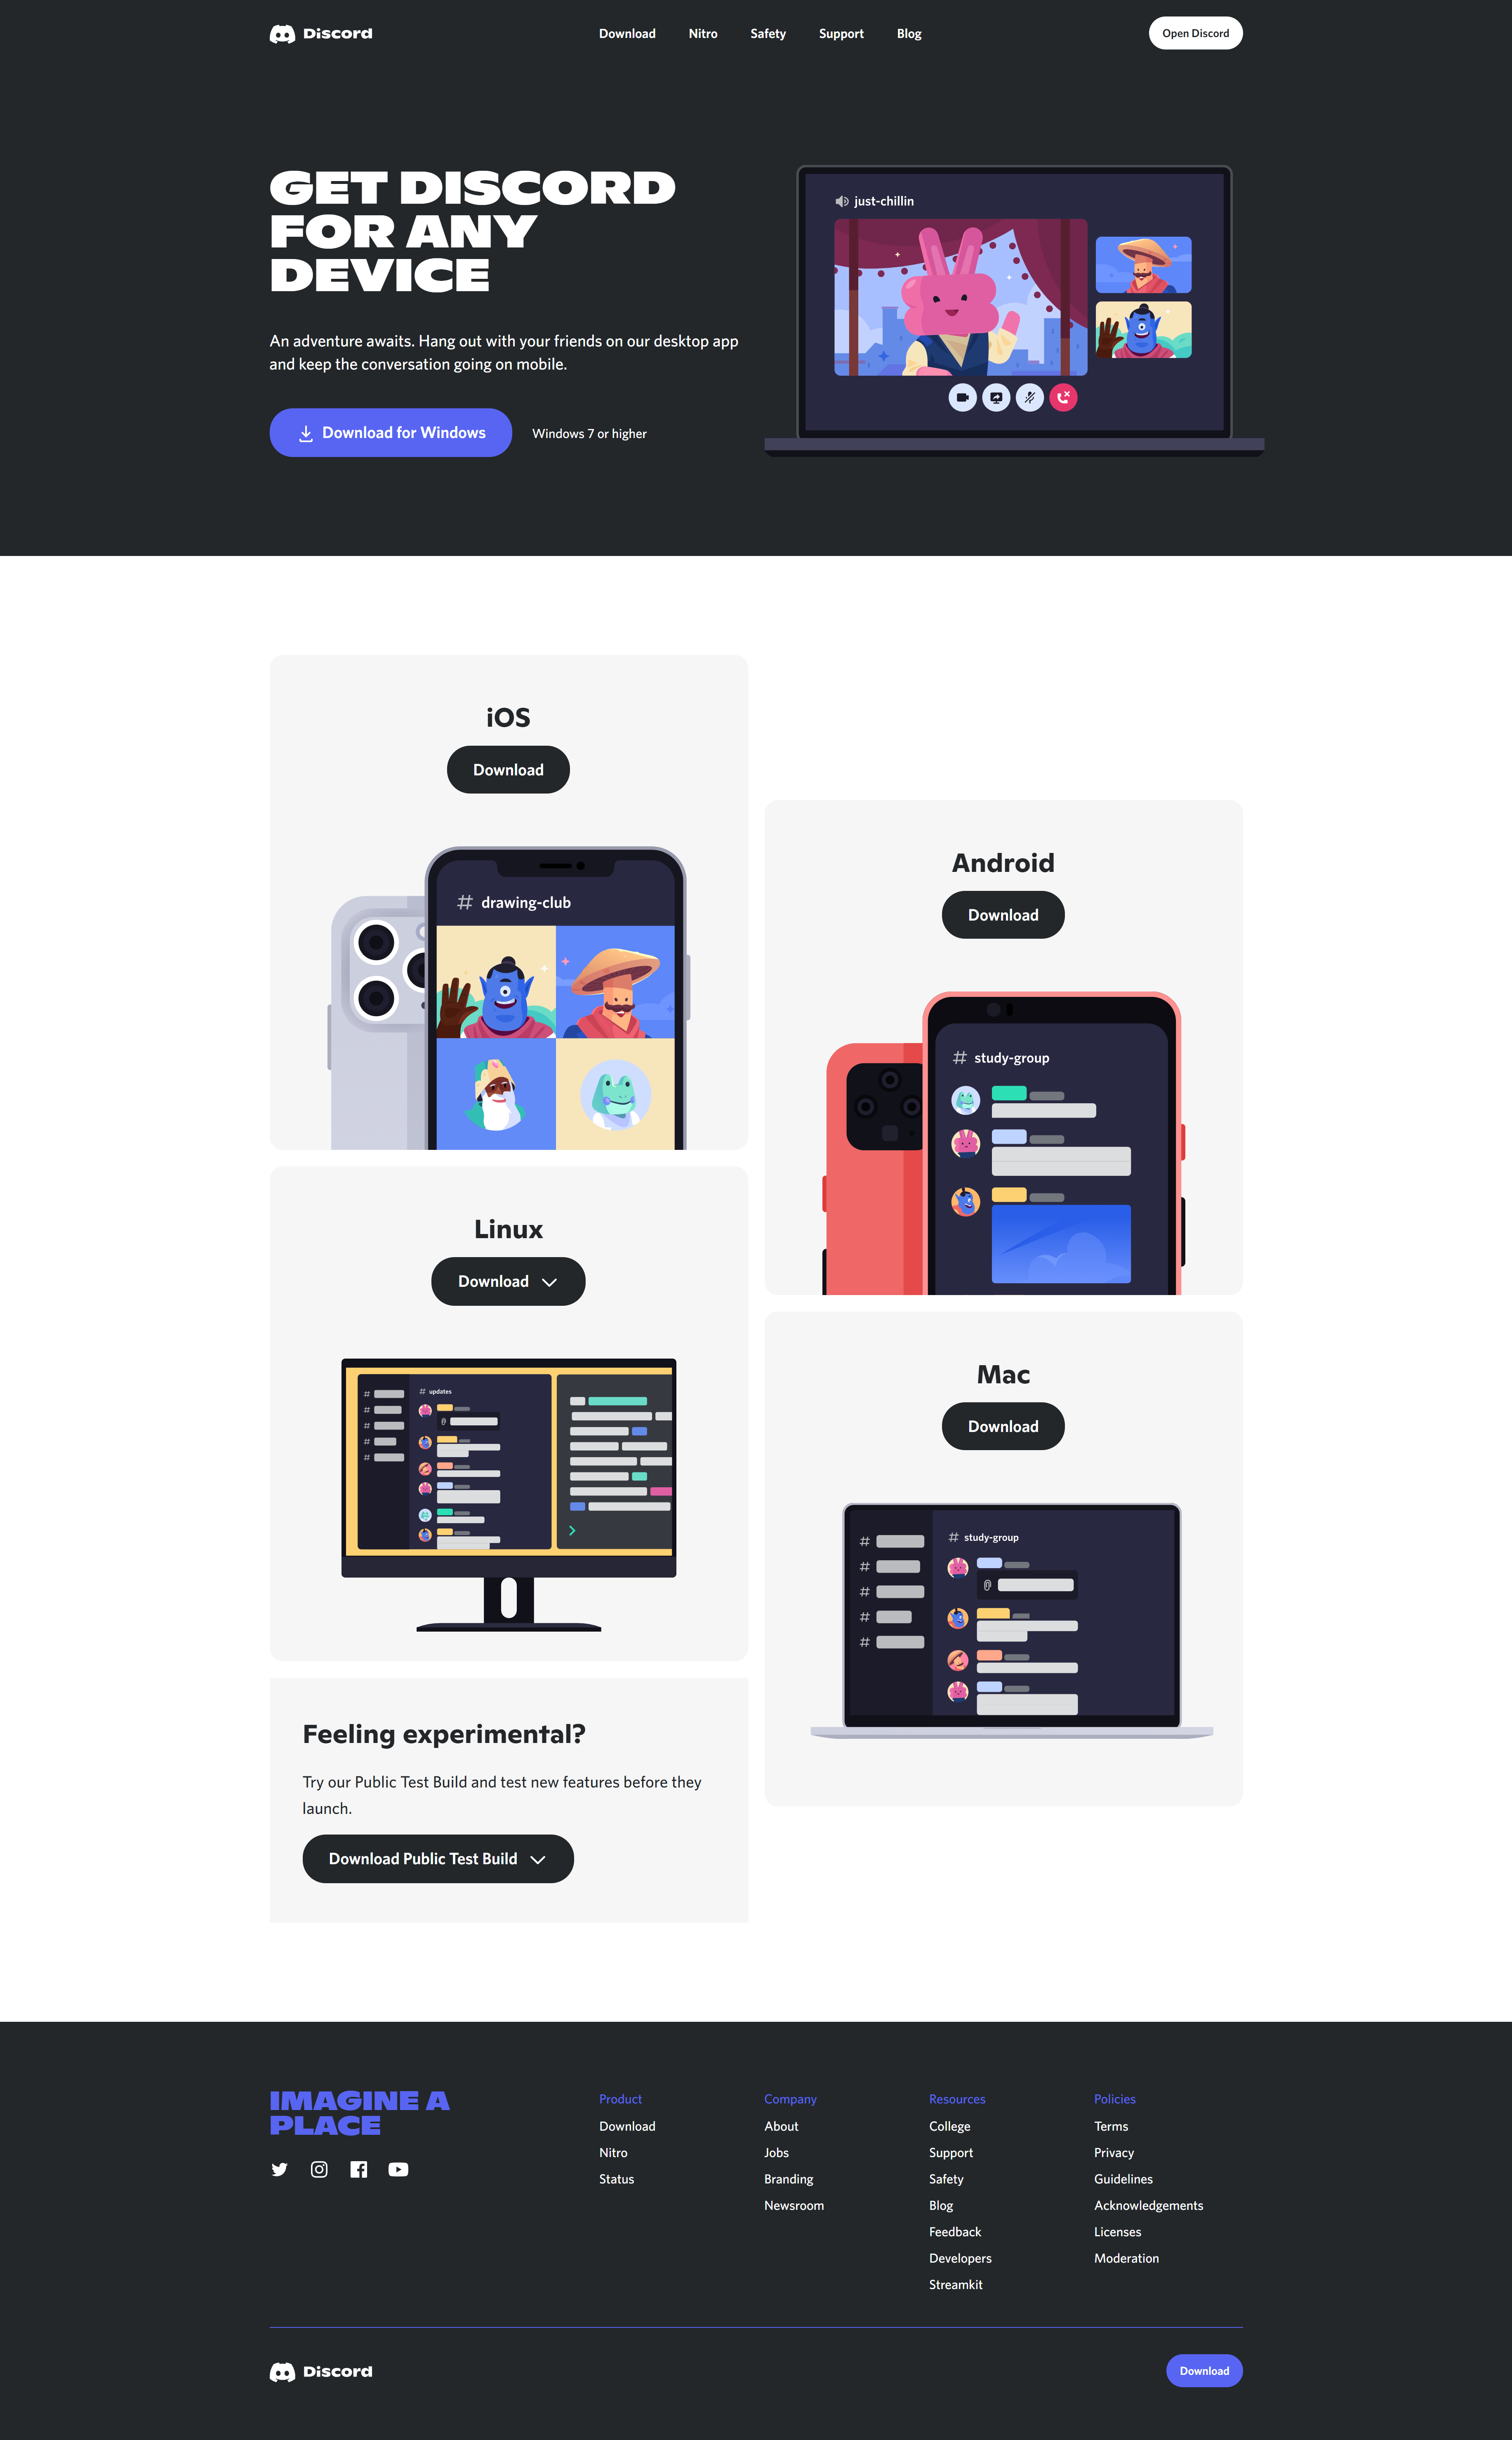 Discord
Download
Nitro
Safety
Support
Blog
Open Discord
GET DISCORD
FOR ANY
DEVICE
An adventure awaits. Hang out with your friends on our desktop app
and keep the conversation going on mobile.
Download for Windows
Windows 7 or higher
just-chillin
iOS
Download
# drawing-club
Android
Download
# study-group
Linux
Download
# updates
#
#
#
#
#
Mac
Download
# study-group
#
#
#
#
#
Feeling experimental?
Try our Public Test Build and test new features before they
launch.
Download Public Test Build
IMAGINE A
PLACE
Product
Download
Nitro
Status
Company
About
Jobs
Branding
Newsroom
Resources
College
Support
Safety
Blog
Feedback
Developers
Streamkit
Policies
Terms
Privacy
Guidelines
Acknowledgements
Licenses
Moderation
Discord
Download